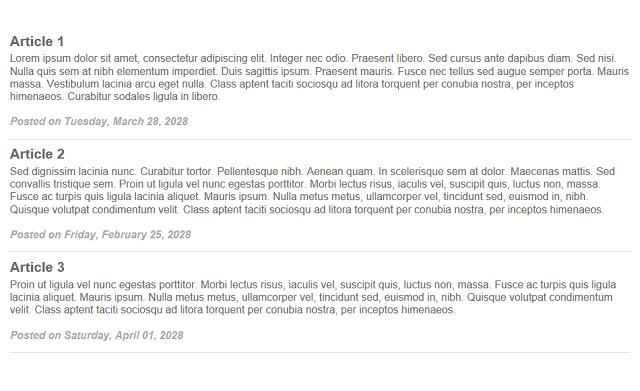 Article 1
Lorem ipsum dolor sit amet, consectetur adipiscing elit. Integer nec odio. Praesent libero. Sed cursus ante dapibus diam. Sed nisi.
Nulla quis sem at nibh elementum imperdiet. Duis sagittis ipsum. Praesent mauris. Fusce nec tellus sed augue semper porta. Mauris
massa. Vestibulum lacinia arcu eget nulla. Class aptent taciti sociosqu ad litora torquent per conubia nostra, per inceptos
himenaeos. Curabitur sodales ligula in libero.
Posted on Tuesday, March 28, 2028
Article 2
Sed dignissim lacinia nunc. Curabitur tortor. Pellentesque nibh. Aenean quam. In scelerisque sem at dolor. Maecenas mattis. Sed
convallis tristique sem. Proin ut ligula vel nunc egestas porttitor. Morbi lectus risus, iaculis vel, suscipit quis, luctus non, massa.
Fusce ac turpis quis ligula lacinia aliquet. Mauris ipsum. Nulla metus metus, ullamcorper vel, tincidunt sed, euismod in, nibh.
Quisque volutpat condimentum velit. Class aptent taciti sociosqu ad litora torquent per conubia nostra, per inceptos himenaeos.
Posted on Friday, February 25, 2028
Article 3
Proin ut ligula vel nunc egestas porttitor. Morbi lectus risus, iaculis vel, suscipit quis, luctus non, massa. Fusce ac turpis quis ligula
lacinia aliquet. Mauris ipsum. Nulla metus metus, ullamcorper vel, tincidunt sed, euismod in, nibh. Quisque volutpat condimentum
velit. Class aptent taciti sociosqu ad litora torquent per conubia nostra, per inceptos himenaeos.
Posted on Saturday, April 01, 2028